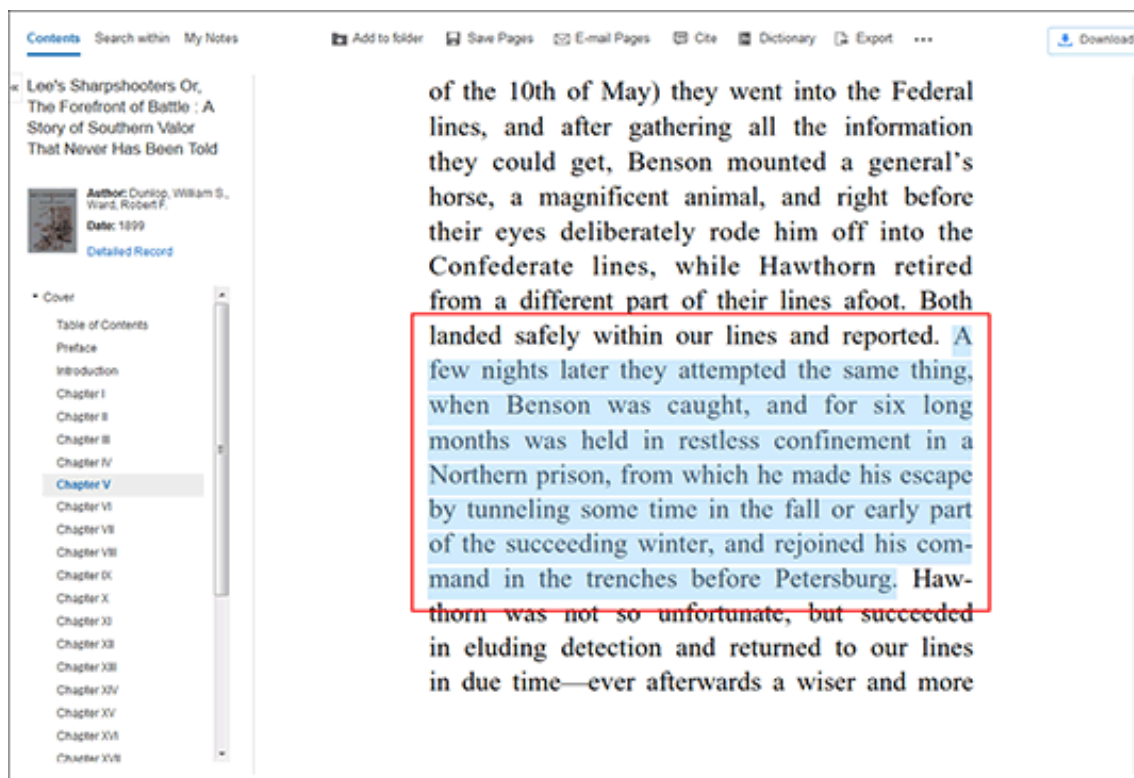 Contents Search within My Notes
Add to folder Save Pages E-mail Pages Cite Dictionary Export ••• Download
« Lee's Sharpshooters Or,
The Forefront of Battle : A
Story of Southern Valor
That Never Has Been Told
Author: Dunlop, William S.,
Ward, Robert F.
Date: 1899
Detailed Record
Cover
Table of Contents
Preface
Introduction
Chapter I
Chapter II
Chapter III
Chapter IV
Chapter V
Chapter VI
Chapter VII
Chapter VIII
Chapter IX
Chapter X
Chapter XI
Chapter XII
Chapter XIII
Chapter XIV
Chapter XV
Chapter XVI
Chapter XVII
of the 10th of May) they went into the Federal
lines, and after gathering all the information
they could get, Benson mounted a general's
horse, a magnificent animal, and right before
their eyes deliberately rode him off into the
Confederate lines, while Hawthorn retired
from a different part of their lines afoot. Both
landed safely within our lines and reported. A
few nights later they attempted the same thing,
when Benson was caught, and for six long
months was held in restless confinement in a
Northern prison, from which he made his escape
by tunneling some time in the fall or early part
of the succeeding winter, and rejoined his com-
mand in the trenches before Petersburg. Haw-
thorn was not so unfortunate, but succeeded
in eluding detection and returned to our lines
in due time—ever afterwards a wiser and more